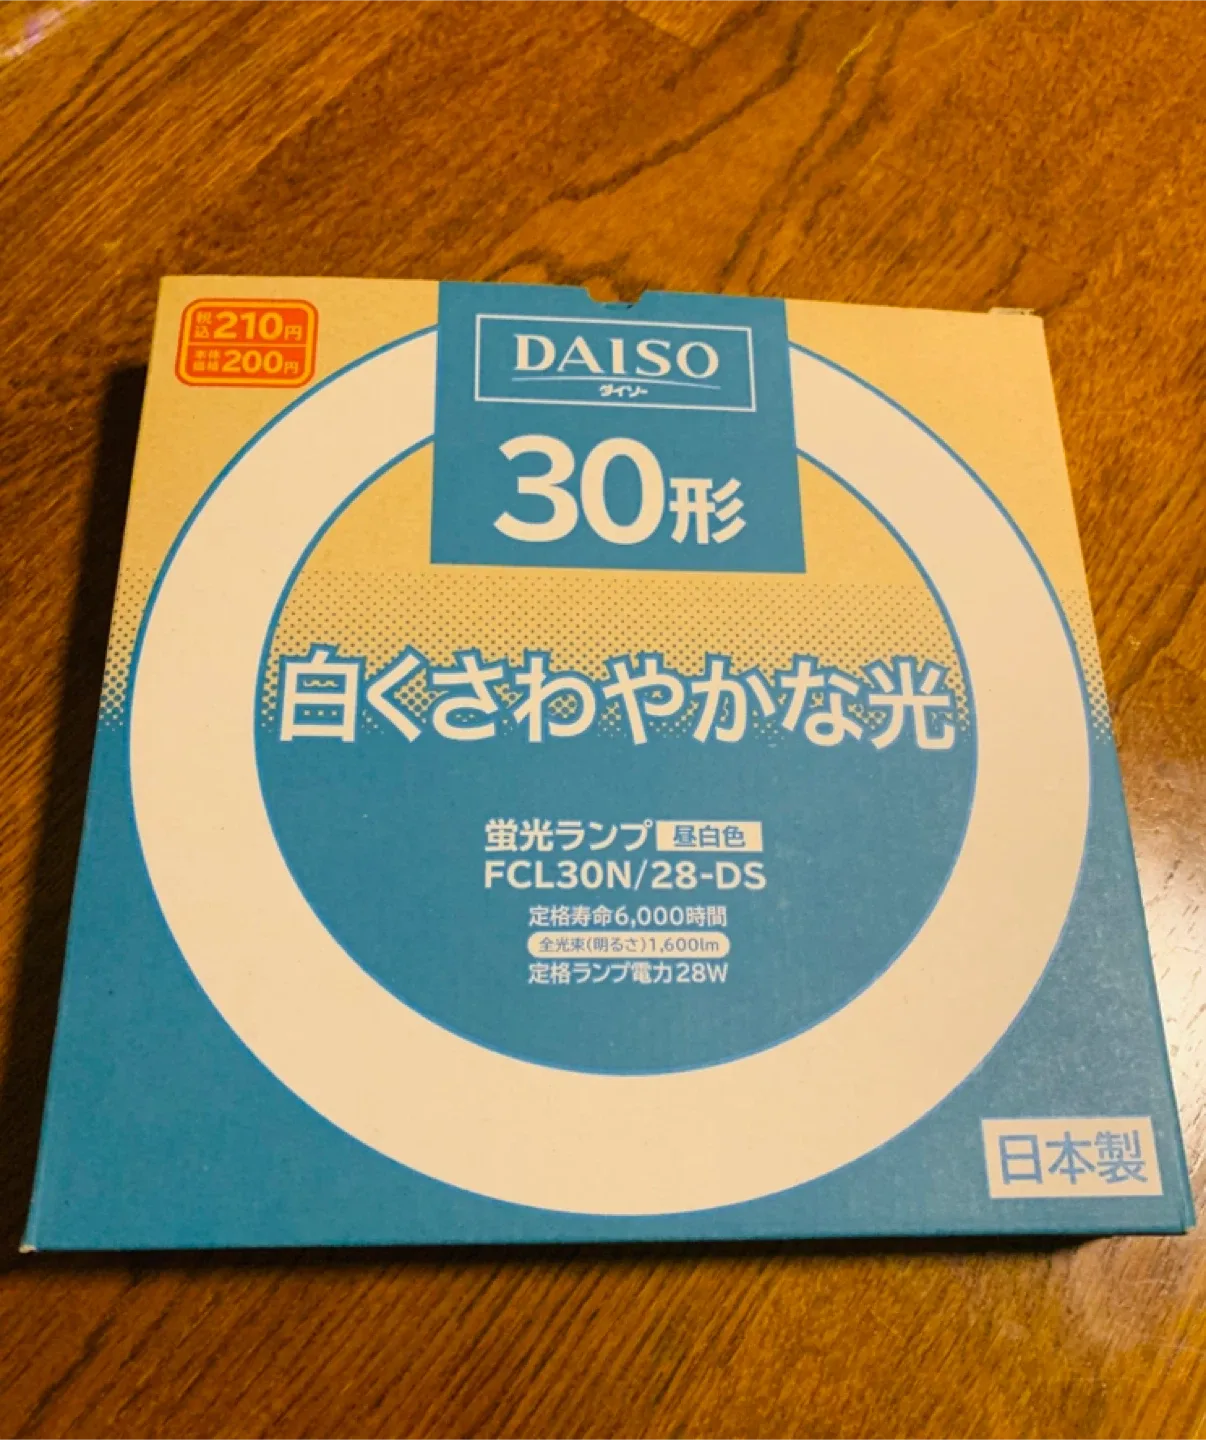 税込210円
本体価格200円
DAISO
ダイソー
30形
白くさわやかな光
蛍光ランプ 昼白色
FCL30N/28-DS
定格寿命6,000時間
全光束(明るさ)1,600lm
定格ランプ電力28W
日本製